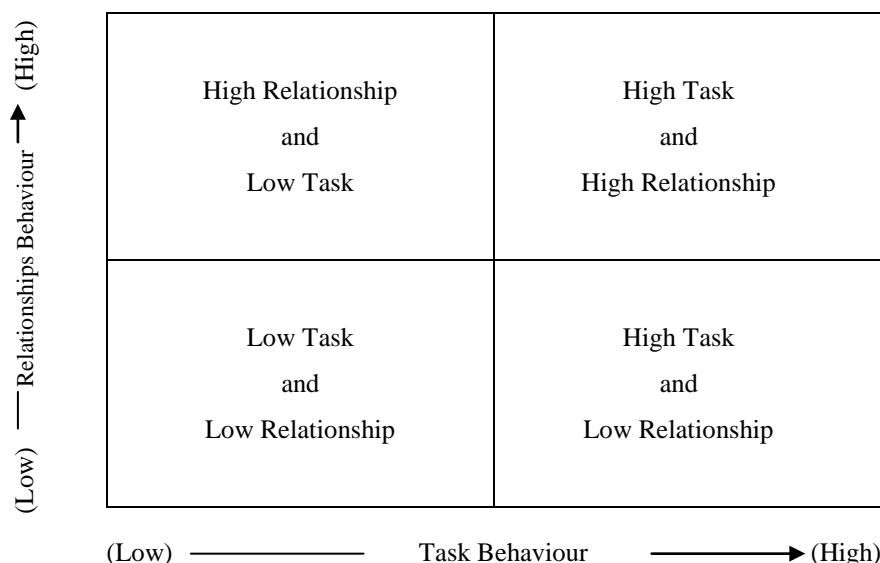 (High)
Relationships Behaviour
(Low)
High Relationship
and
Low Task
High Task
and
High Relationship
Low Task
and
Low Relationship
High Task
and
Low Relationship
(Low) Task Behaviour (High)